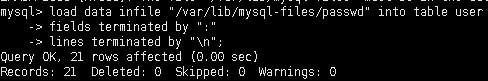 mysql> load data infile "/var/lib/mysql-files/passwd" into table user
-> fields terminated by ":"
-> lines terminated by "\n";
Query OK, 21 rows affected (0.00 sec)
Records: 21  Deleted: 0  Skipped: 0  Warnings: 0